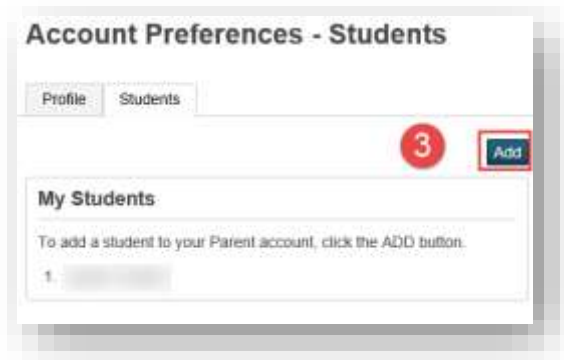 Account Preferences - Students
Profile Students
3 Add
My Students
To add a student to your Parent account, click the ADD button.
1.